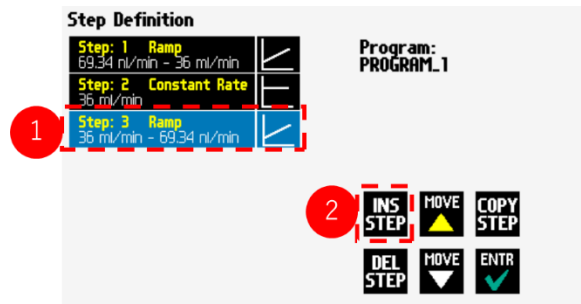 Step Definition
Step: 1 Ramp
69.34 nl/min - 36 ml/min
Step: 2 Constant Rate
36 ml/min
Step: 3 Ramp
36 ml/min - 69.34 nl/min
Program:
PROGRAM_1
1
2
INS
STEP
MOVE
COPY
STEP
DEL
STEP
MOVE
ENTR